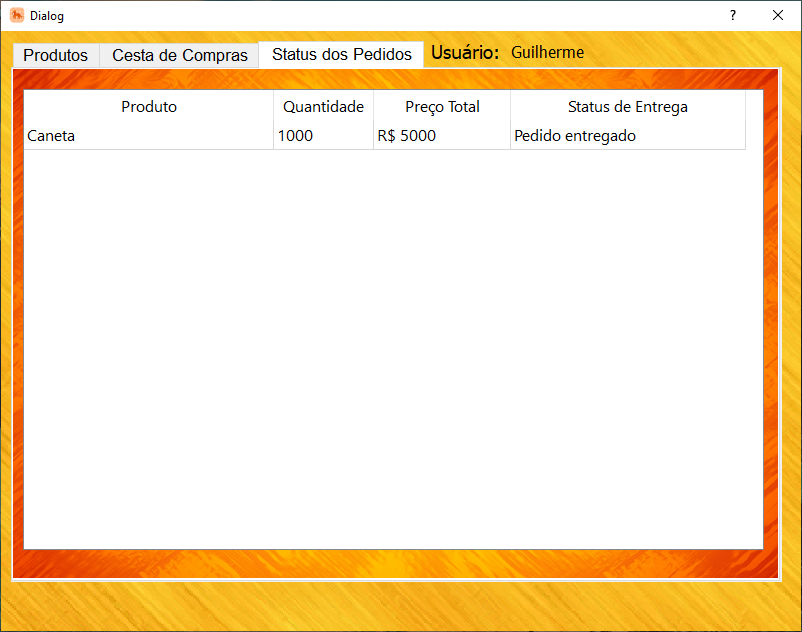 Dialog ?
Produtos Cesta de Compras Status dos Pedidos Usuário: Guilherme
Produto Quantidade Preço Total Status de Entrega
Caneta 1000 R$ 5000 Pedido entregado